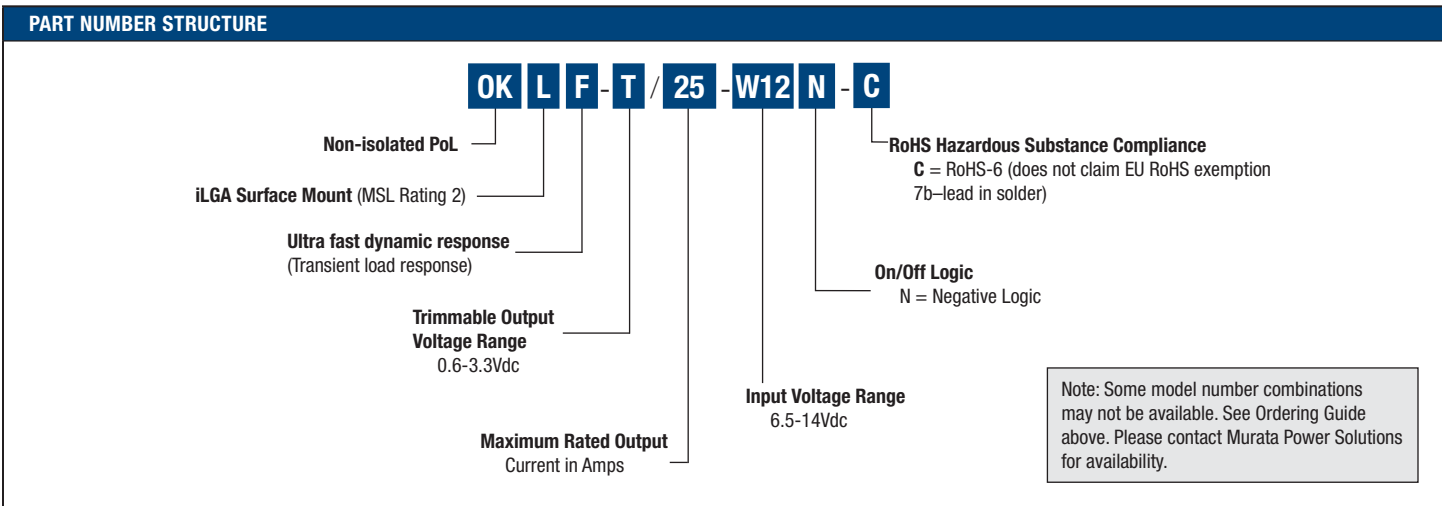 PART NUMBER STRUCTURE
OK L F - T / 25 - W12 N - C
Non-isolated PoL
RoHS Hazardous Substance Compliance
C = RoHS-6 (does not claim EU RoHS exemption
7b–lead in solder)
iLGA Surface Mount (MSL Rating 2)
Ultra fast dynamic response
(Transient load response)
On/Off Logic
N = Negative Logic
Trimmable Output
Voltage Range
0.6-3.3Vdc
Input Voltage Range
6.5-14Vdc
Maximum Rated Output
Current in Amps
Note: Some model number combinations
may not be available. See Ordering Guide
above. Please contact Murata Power Solutions
for availability.